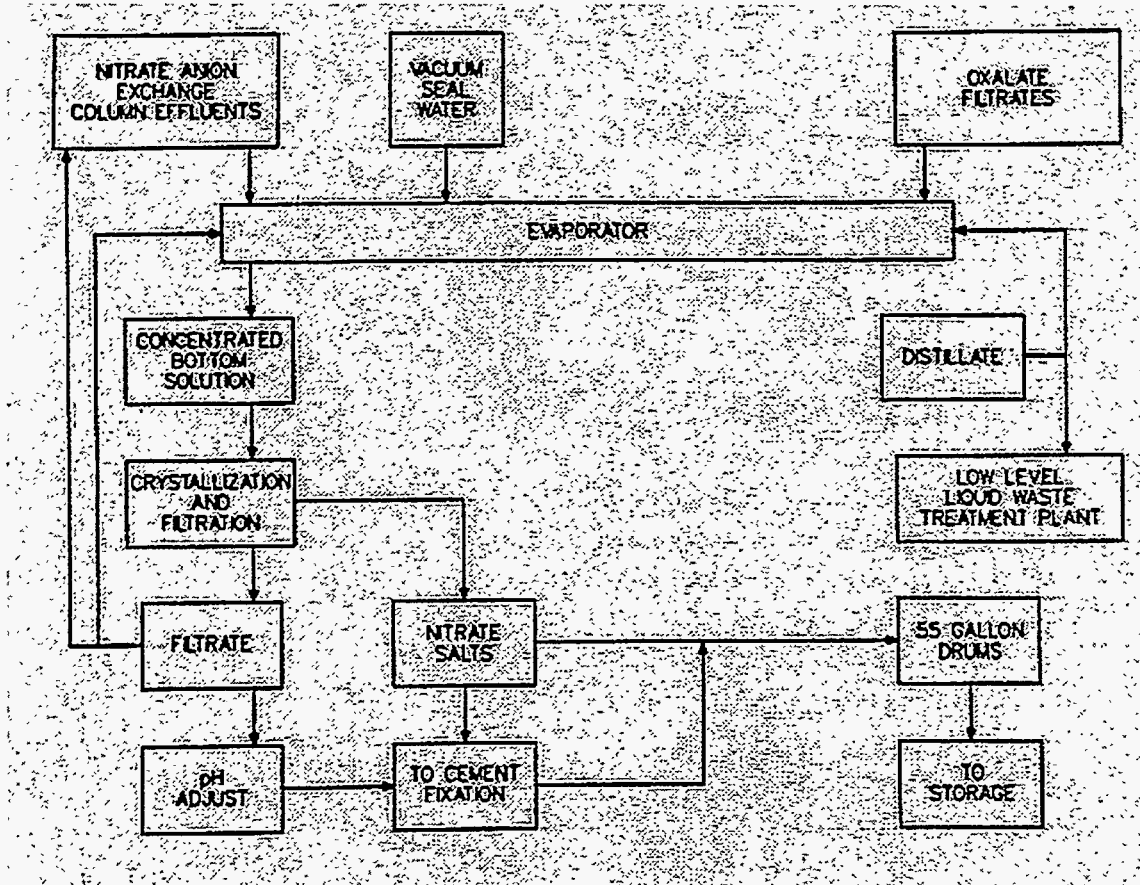 NITRATE ANION
EXCHANGE
COLUMN EFFLUENTS
VACUUM
SEAL
WATER
OXALATE
FILTRATES
EVAPORATOR
CONCENTRATED
BOTTOM
SOLUTION
DISTILLATE
CRYSTALLIZATION
AND
FILTRATION
LOW LEVEL
LIQUID WASTE
TREATMENT PLANT
FILTRATE
NITRATE
SALTS
55 GALLON
DRUMS
pH
ADJUST
TO CEMENT
FIXATION
TO
STORAGE